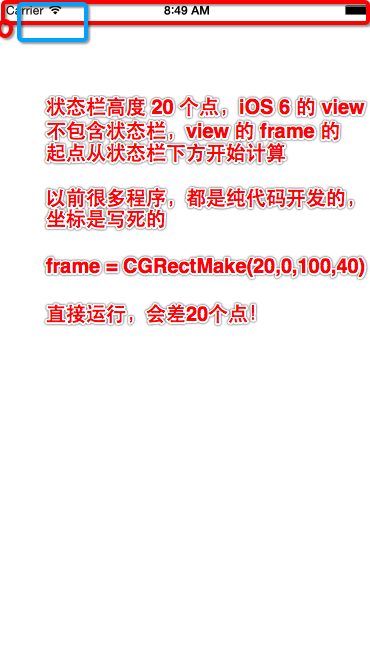 Carrier 8:49 AM
状态栏高度 20 个点，iOS 6 的 view
不包含状态栏，view 的 frame 的
起点从状态栏下方开始计算
以前很多程序，都是纯代码开发的，
坐标是写死的
frame = CGRectMake(20,0,100,40)
直接运行，会差20个点！